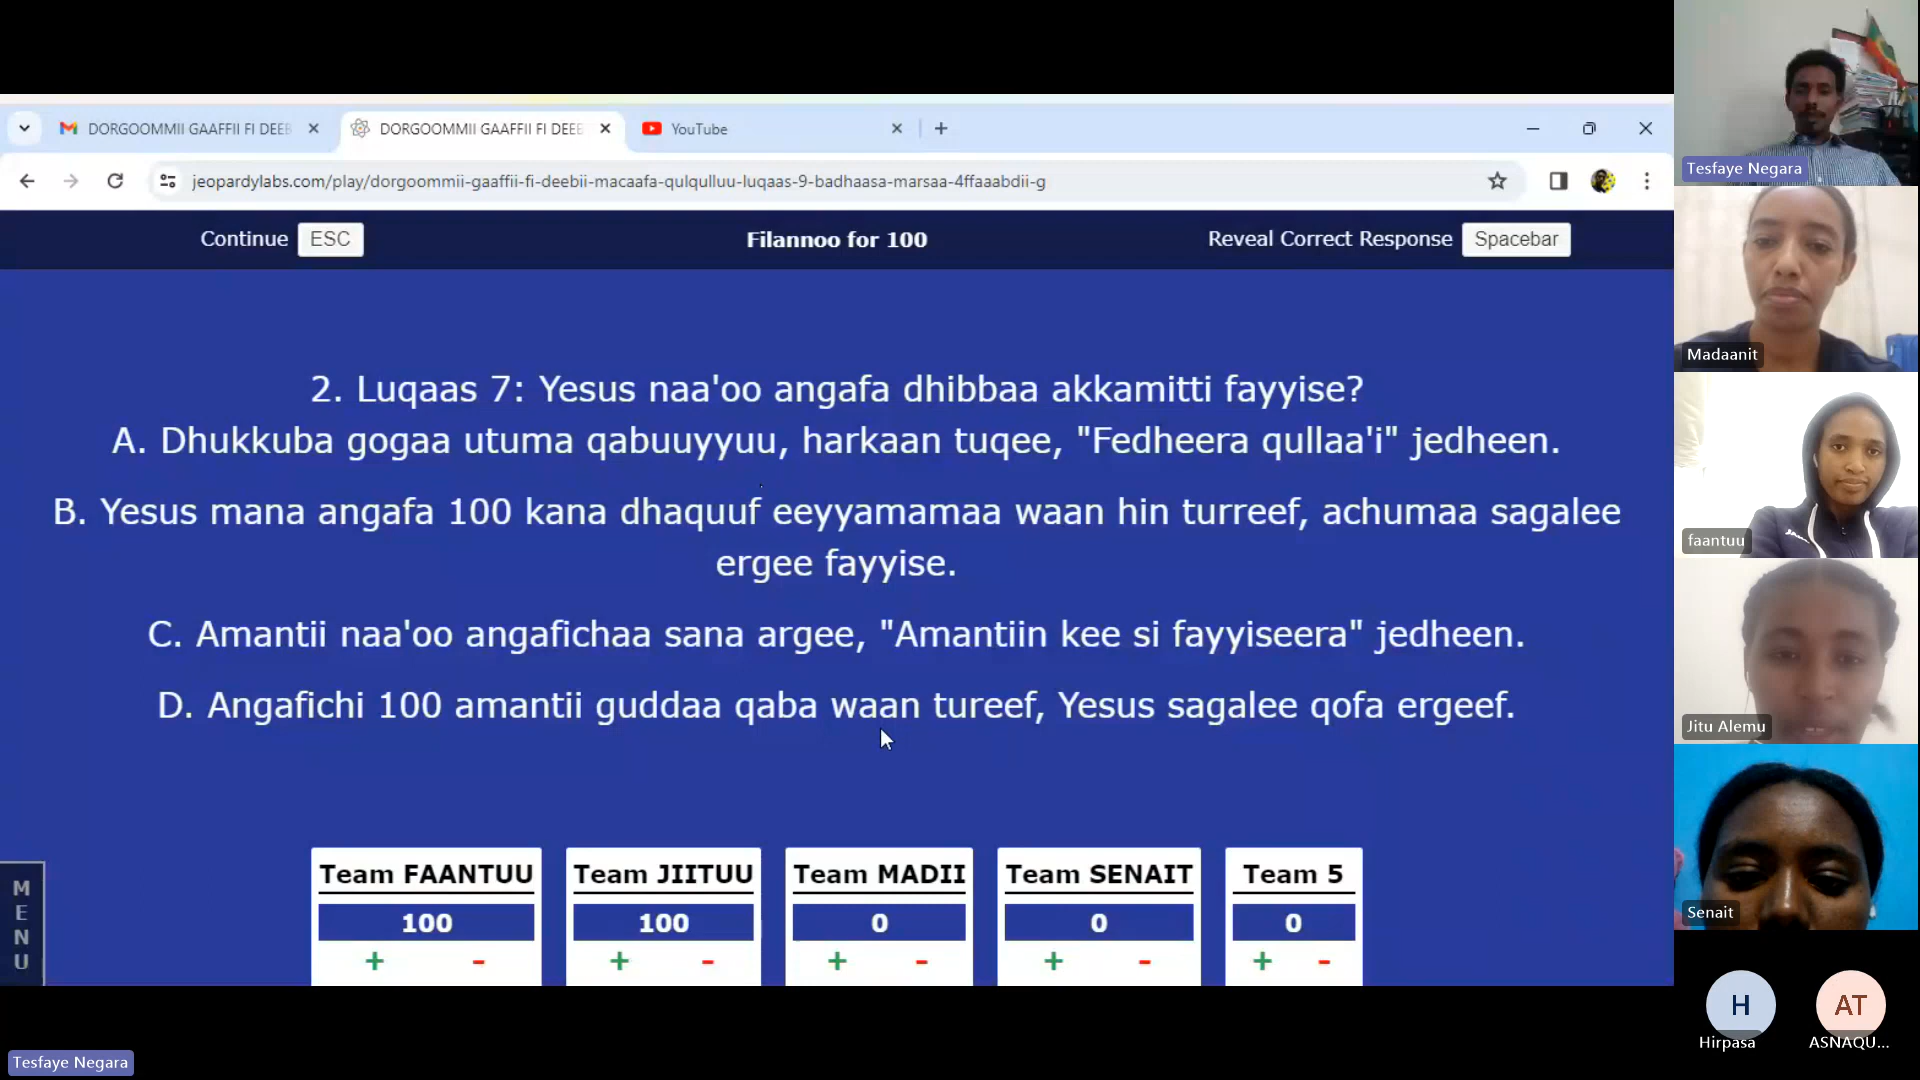 DORGOOMMII GAAFFII FI DEEB
DORGOOMMII GAAFFII FI DEEE
YouTube
jeopardylabs.com/play/dorgoommii-gaaffii-fi-deebii-macaafa-qulqulluu-luqaas-9-badhaasa-marsaa-4ffaaabdii-g
Continue ESC
Filannoo for 100
Reveal Correct Response Spacebar
2. Luqaas 7: Yesus naa'oo angafa dhibbaa akkamitti fayyise?
A. Dhukkuba gogaa utuma qabuuyyuu, harkaan tuqee, "Fedheera qullaa'i" jedheen.
B. Yesus mana angafa 100 kana dhaquuf eeyyamamaa waan hin turreef, achumaa sagalee
ergee fayyise.
C. Amantii naa'oo angafichaa sana argee, "Amantiin kee si fayyiseera" jedheen.
D. Angafichi 100 amantii guddaa qaba waan tureef, Yesus sagalee qofa ergeef.
MENU
Team FAANTUU
100
+ -
Team JIITUU
100
+ -
Team MADII
0
+ -
Team SENAIT
0
+ -
Team 5
0
+ -
Tesfaye Negara
Madaanit
faantuu
Jitu Alemu
Senait
H
Hirpasa
AT
ASNAQU...
Tesfaye Negara